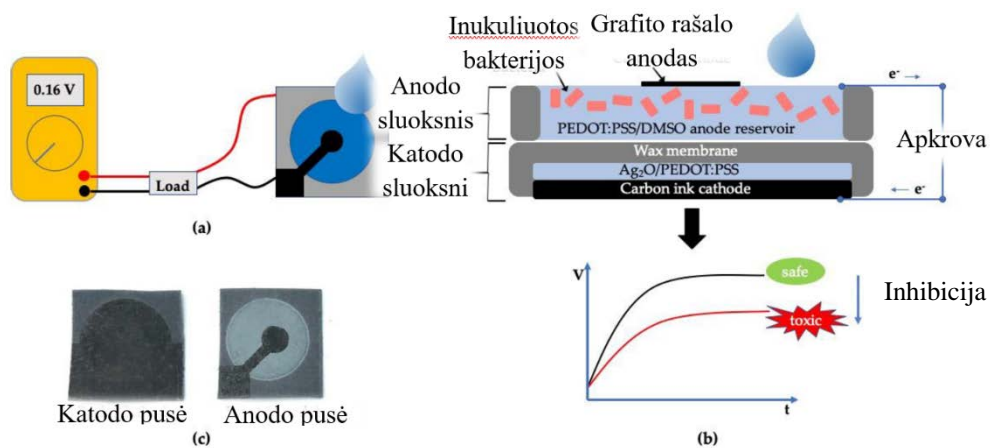 0.16 V
Load
(a)
Inukuliuotos
bakterijos
Grafito rašalo
anodas
Anodo
sluoksnis
Katodo
sluoksni
PEDOT:PSS/DMSO anode reservoir
Wax membrane
Ag₂O/PEDOT:PSS
Carbon ink cathode
e⁻
Apkrova
e⁻
V
safe
toxic
t
Inhibicija
(b)
Katodo pusė
Anodo pusė
(c)